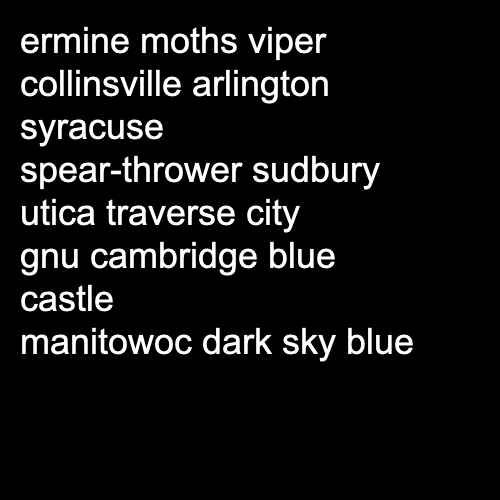 ermine moths viper
collinsville arlington
syracuse
spear-thrower sudbury
utica traverse city
gnu cambridge blue
castle
manitowoc dark sky blue